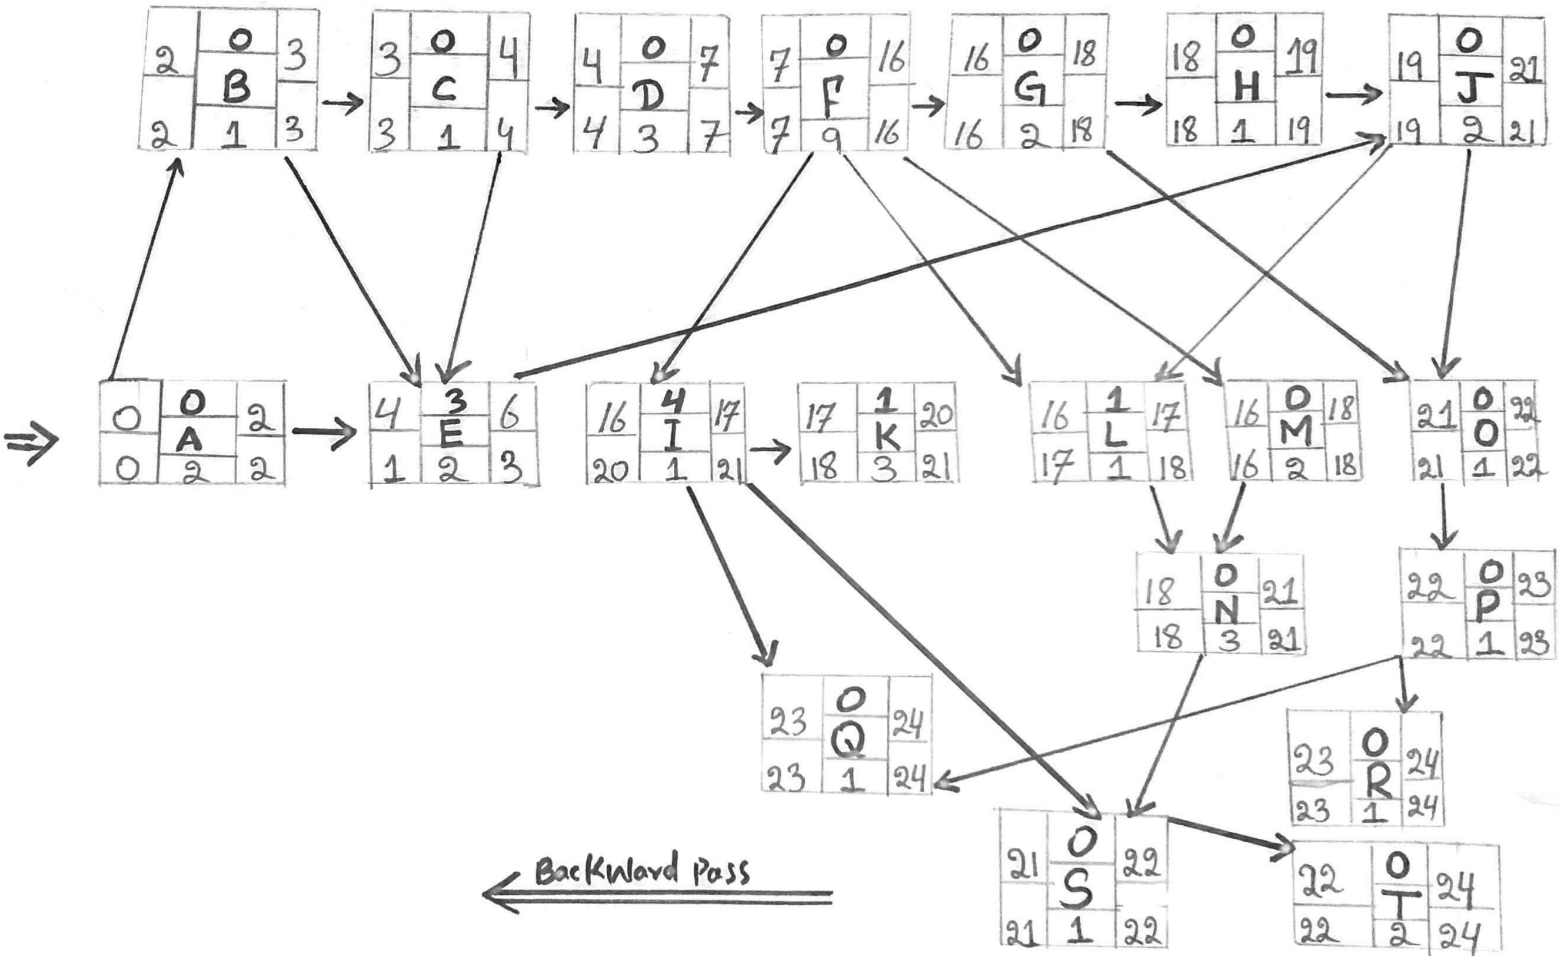 2 0 3
B
2 1 3
3 0 4
C
3 1 4
4 0 7
D
4 3 7
7 0 16
F
7 9 16
16 0 18
G
16 2 18
18 0 19
H
18 1 19
19 0 21
J
19 2 21
0 0 2
A
0 2 2
4 3 6
E
1 2 3
16 4 17
I
20 1 21
17 1 20
K
18 3 21
16 1 17
L
17 1 18
16 0 18
M
16 2 18
21 0 22
O
21 1 22
18 0 21
N
18 3 21
22 0 23
P
22 1 23
23 0 24
Q
23 1 24
23 0 24
R
23 1 24
21 0 22
S
21 1 22
22 0 24
T
22 2 24
Backward Pass